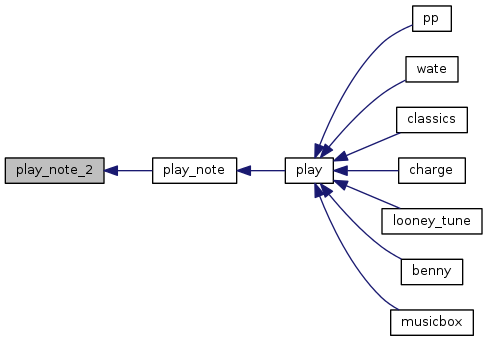 pp
wate
classics
play_note_2
play_note
play
charge
looney_tune
benny
musicbox